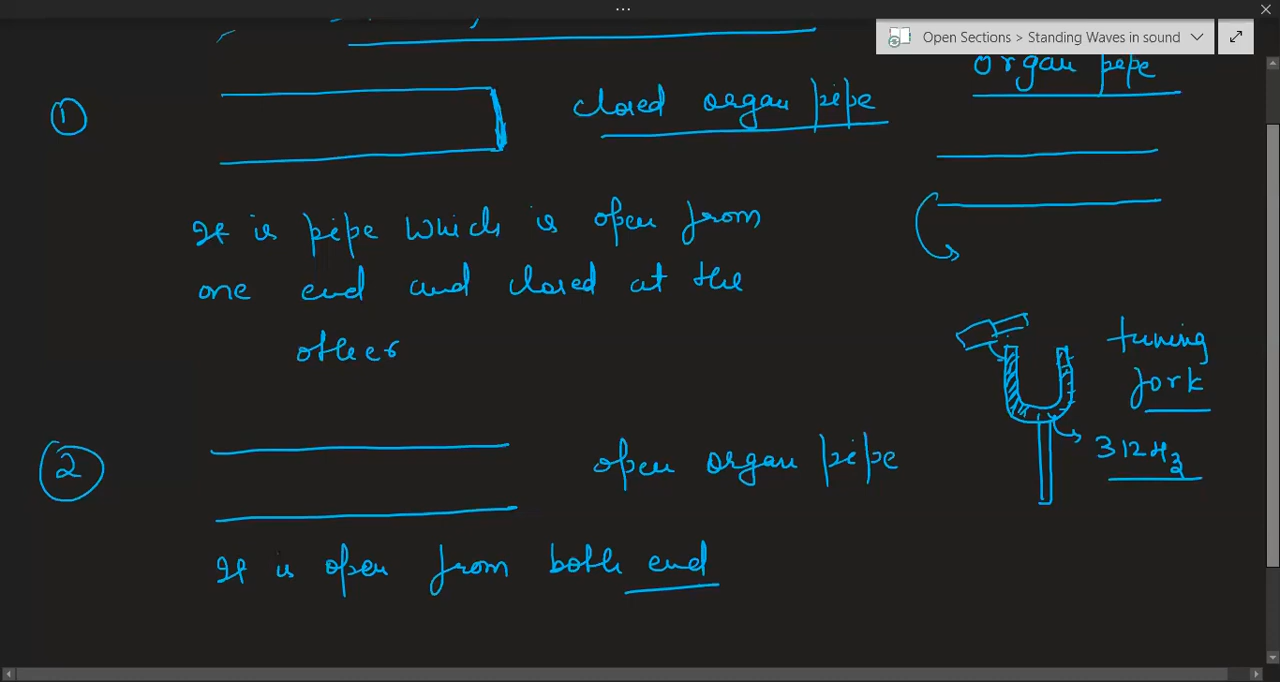 Open Sections > Standing Waves in sound
Organ pepe
1
closed organ pipe
It is pipe which is open from
one end and closed at the
other
tuning
fork
312Hz
2
open organ pipe
It is open from both end